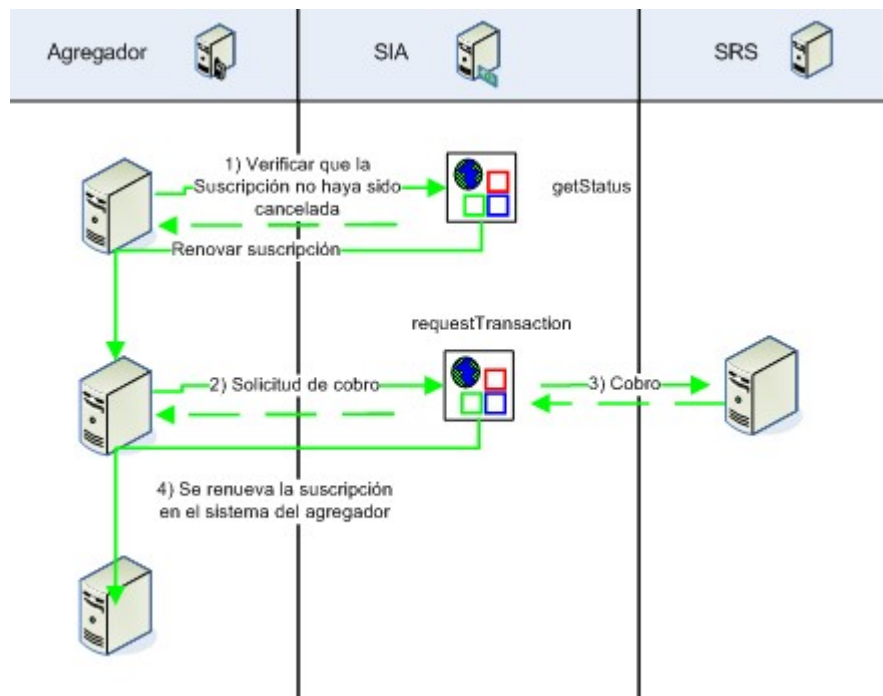 Agregador
SIA
SRS
1) Verificar que la
Suscripción no haya sido
cancelada
getStatus
Renovar suscripción
requestTransaction
2) Solicitud de cobro
3) Cobro
4) Se renueva la suscripción
en el sistema del agregador